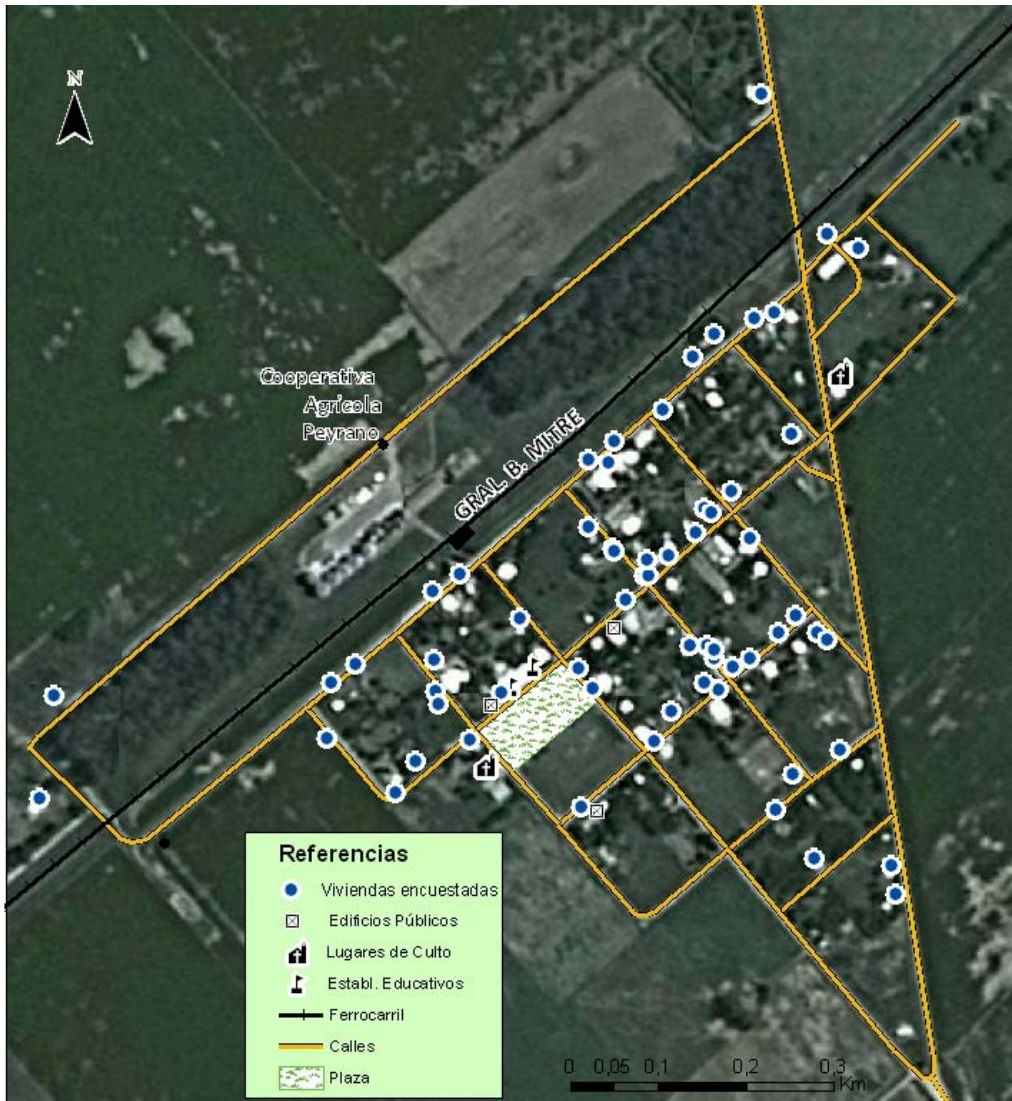 N
Cooperativa
Agrícola
Peyrano
GRAL. B. MITRE
Referencias
Viviendas encuestadas
Edificios Públicos
Lugares de Culto
Establ. Educativos
Ferrocarril
Calles
Plaza
0 0,05 0,1 0,2 0,3
Km